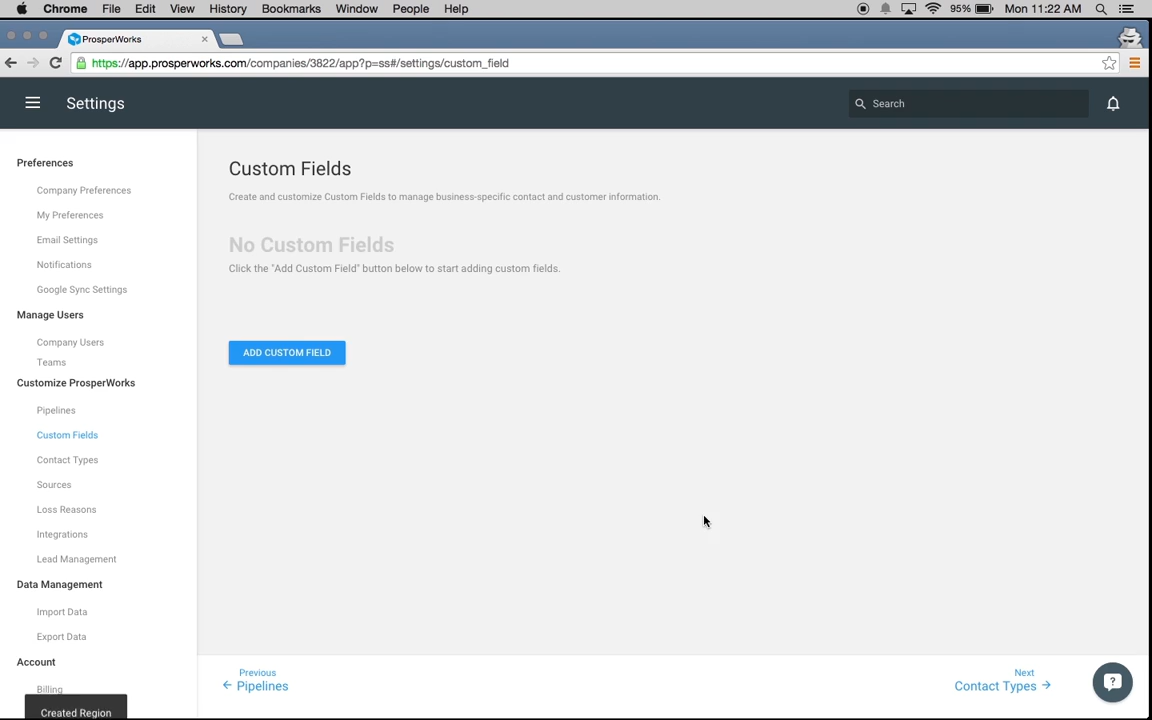 Chrome File Edit View History Bookmarks Window People Help 95% Mon 11:22 AM
ProsperWorks
https://app.prosperworks.com/companies/3822/app?p=ss#/settings/custom_field
Settings
Search
Preferences
Company Preferences
My Preferences
Email Settings
Notifications
Google Sync Settings
Manage Users
Company Users
Teams
Customize ProsperWorks
Pipelines
Custom Fields
Contact Types
Sources
Loss Reasons
Integrations
Lead Management
Data Management
Import Data
Export Data
Account
Billing
Created Region
Custom Fields
Create and customize Custom Fields to manage business-specific contact and customer information.
No Custom Fields
Click the "Add Custom Field" button below to start adding custom fields.
ADD CUSTOM FIELD
Previous
← Pipelines
Next
Contact Types →